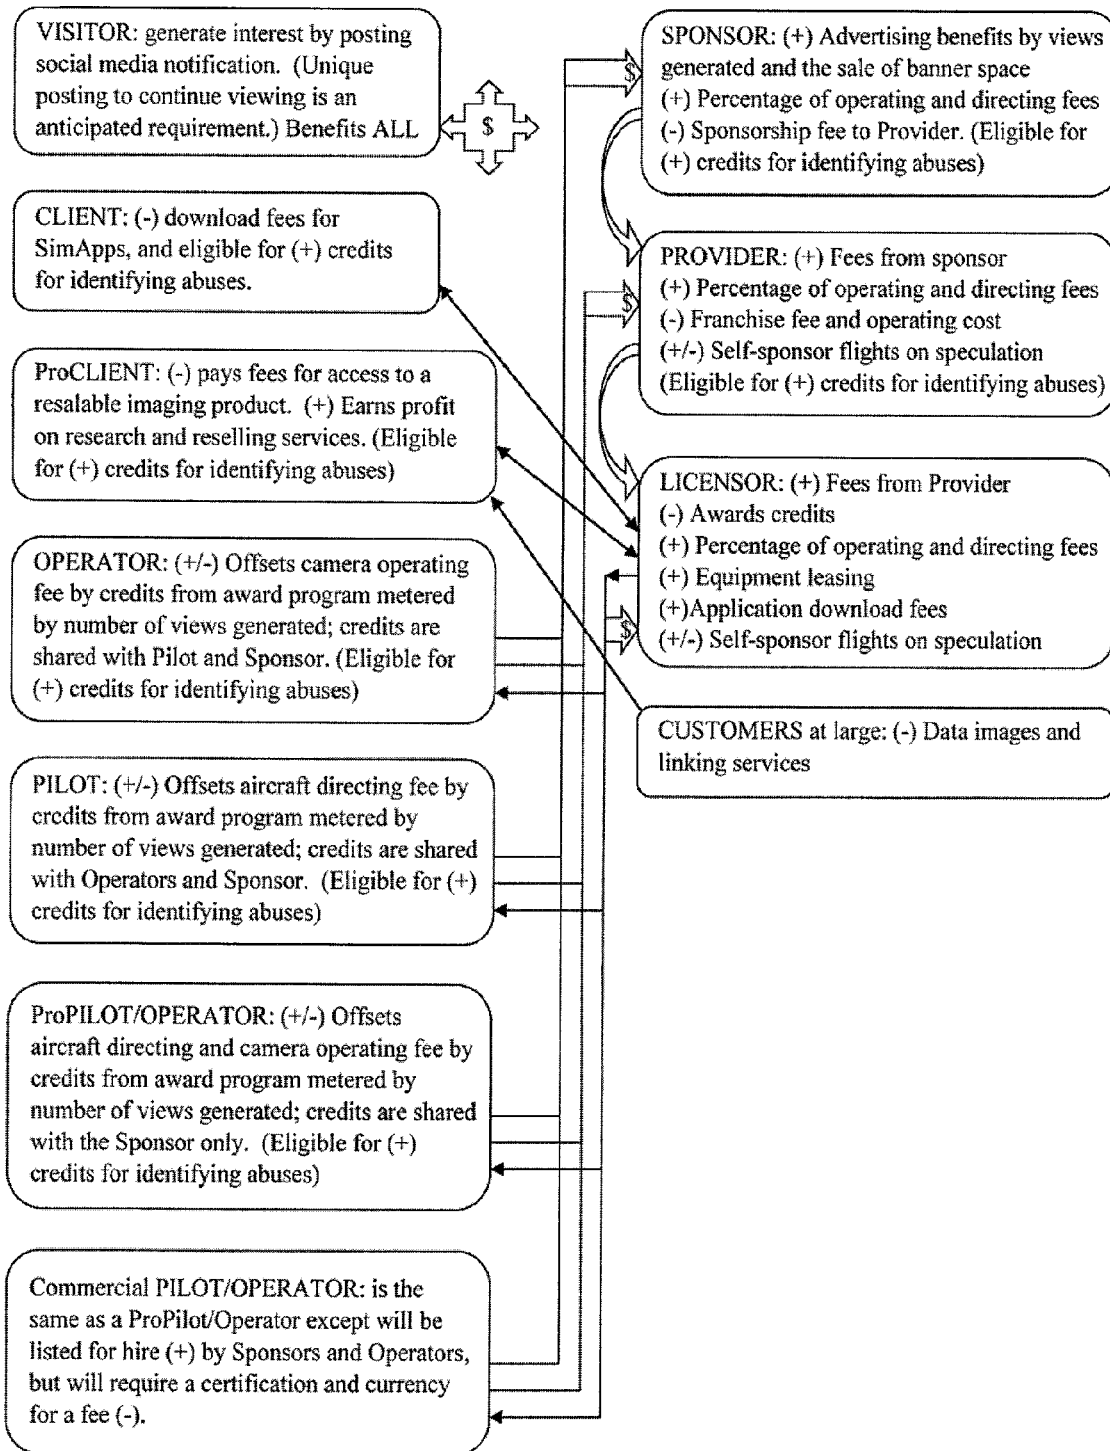 VISITOR: generate interest by posting
social media notification.  (Unique
posting to continue viewing is an
anticipated requirement.) Benefits ALL
$
CLIENT: (-) download fees for
SimApps, and eligible for (+) credits
for identifying abuses.
ProCLIENT: (-) pays fees for access to a
resalable imaging product.  (+) Earns profit
on research and reselling services. (Eligible
for (+) credits for identifying abuses)
OPERATOR: (+/-) Offsets camera operating
fee by credits from award program metered
by number of views generated; credits are
shared with Pilot and Sponsor. (Eligible for
(+) credits for identifying abuses)
PILOT: (+/-) Offsets aircraft directing fee by
credits from award program metered by
number of views generated; credits are shared
with Operators and Sponsor.  (Eligible for (+)
credits for identifying abuses)
ProPILOT/OPERATOR: (+/-) Offsets
aircraft directing and camera operating fee by
credits from award program metered by
number of views generated; credits are shared
with the Sponsor only.  (Eligible for (+)
credits for identifying abuses)
Commercial PILOT/OPERATOR: is the
same as a ProPilot/Operator except will be
listed for hire (+) by Sponsors and Operators,
but will require a certification and currency
for a fee (-).
$
SPONSOR: (+) Advertising benefits by views
generated and the sale of banner space
(+) Percentage of operating and directing fees
(-) Sponsorship fee to Provider. (Eligible for
(+) credits for identifying abuses)
$
PROVIDER: (+) Fees from sponsor
(+) Percentage of operating and directing fees
(-) Franchise fee and operating cost
(+/-) Self-sponsor flights on speculation
(Eligible for (+) credits for identifying abuses)
$
LICENSOR: (+) Fees from Provider
(-) Awards credits
(+) Percentage of operating and directing fees
(+) Equipment leasing
(+)Application download fees
(+/-) Self-sponsor flights on speculation
CUSTOMERS at large: (-) Data images and
linking services